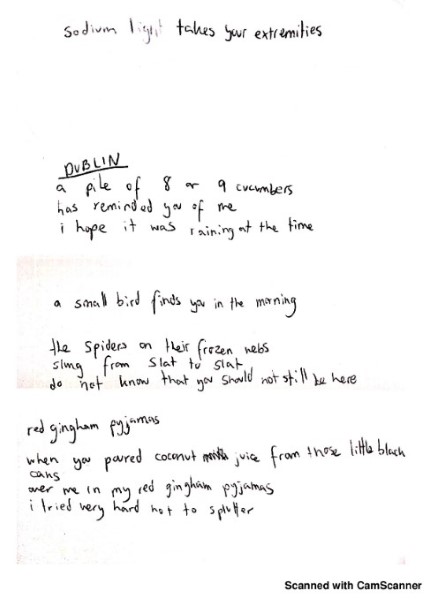 sodium light takes your extremities
DUBLIN
a pile of 8 or 9 cucumbers
has reminded you of me
i hope it was raining at the time
a small bird finds you in the morning
the spiders on their frozen webs
slung from slat to slat
do not know that you should not still be here
red gingham pyjamas
when you poured coconut juice from those little black
cans
over me in my red gingham pyjamas
i tried very hard not to splutter
Scanned with CamScanner